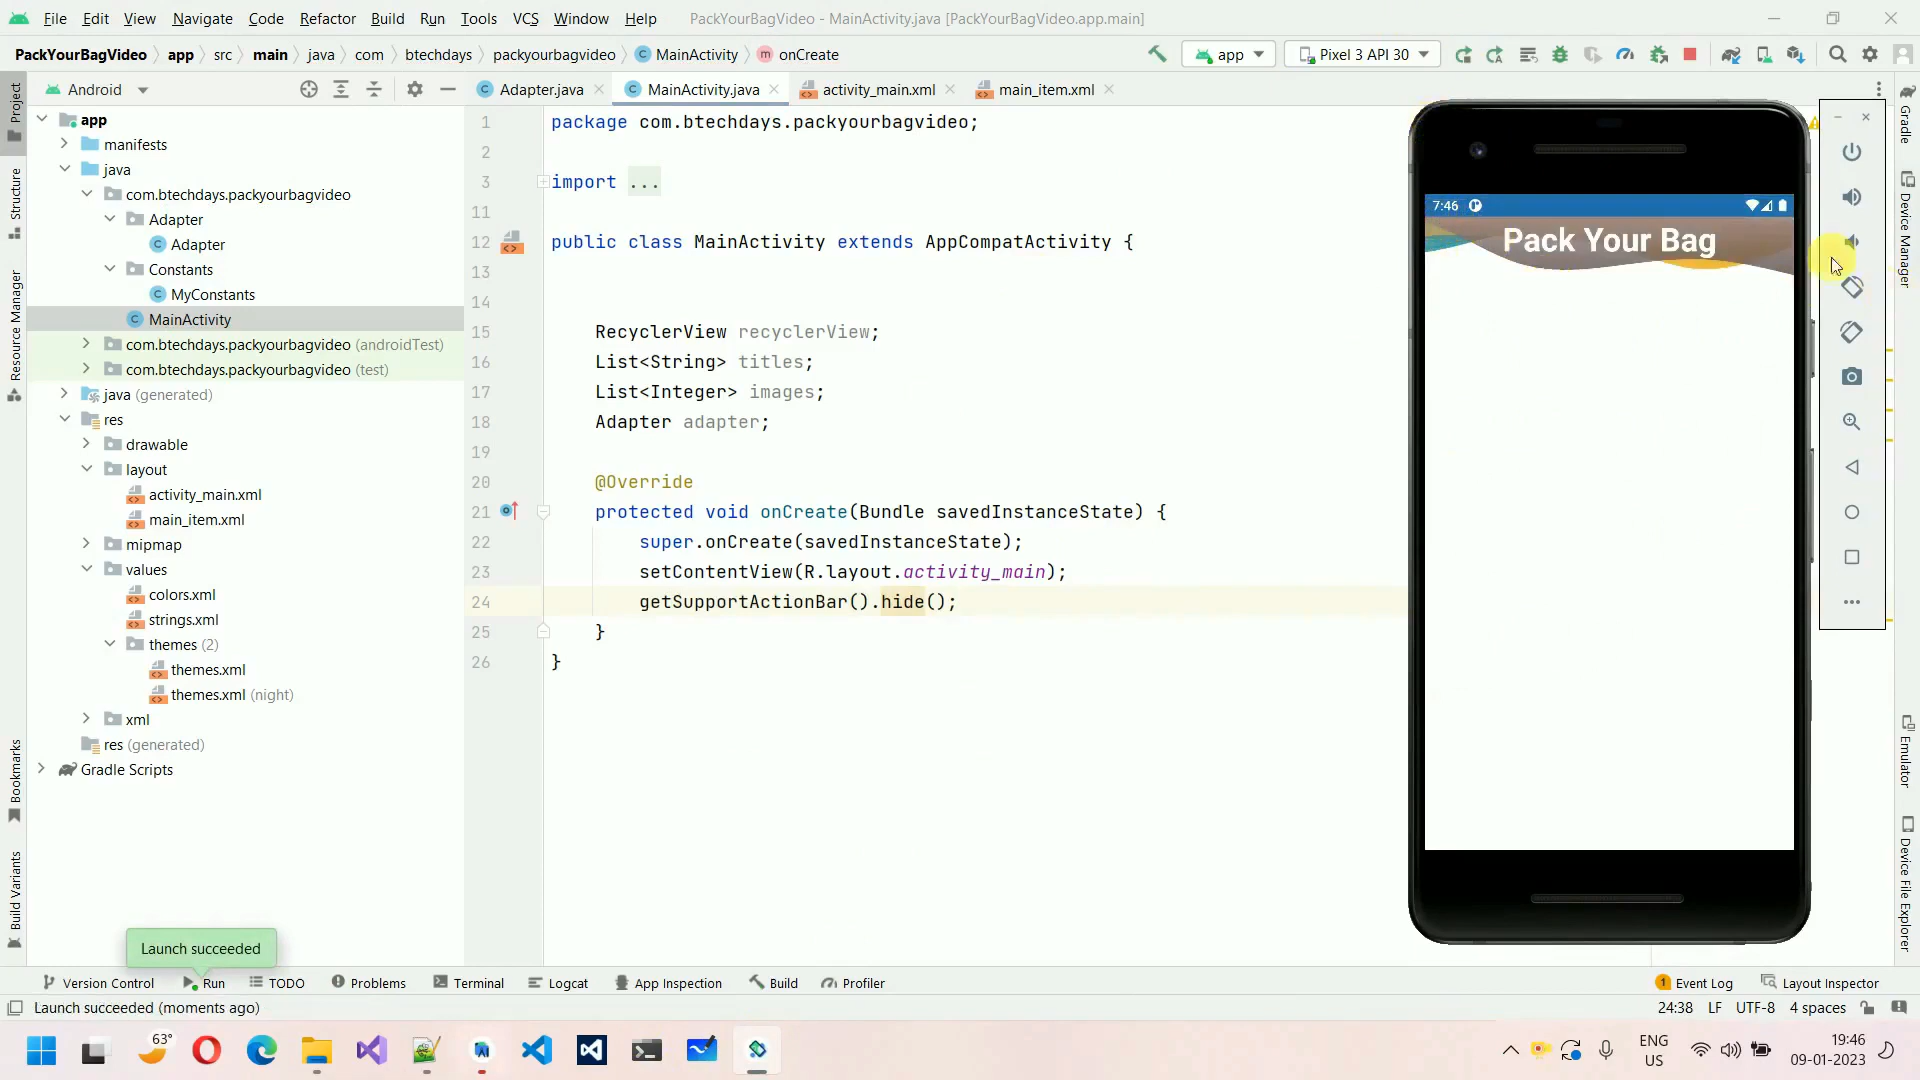 File Edit View Navigate Code Refactor Build Run Tools VCS Window Help PackYourBagVideo - MainActivity.java [PackYourBagVideo.app.main]
PackYourBagVideo app src main java com btechdays packyourbagvideo MainActivity onCreate app Pixel 3 API 30
Android
Adapter.java MainActivity.java activity_main.xml main_item.xml
Project
Structure
Resource Manager
Bookmarks
Build Variants
app
manifests
java
com.btechdays.packyourbagvideo
Adapter
Adapter
Constants
MyConstants
MainActivity
com.btechdays.packyourbagvideo (androidTest)
com.btechdays.packyourbagvideo (test)
java (generated)
res
drawable
layout
activity_main.xml
main_item.xml
mipmap
values
colors.xml
strings.xml
themes (2)
themes.xml
themes.xml (night)
xml
res (generated)
Gradle Scripts
1 package com.btechdays.packyourbagvideo;
2
3 import ...
11
12 public class MainActivity extends AppCompatActivity {
13
14
15 RecyclerView recyclerView;
16 List<String> titles;
17 List<Integer> images;
18 Adapter adapter;
19
20 @Override
21 protected void onCreate(Bundle savedInstanceState) {
22 super.onCreate(savedInstanceState);
23 setContentView(R.layout.activity_main);
24 getSupportActionBar().hide();
25 }
26 }
7:46
Pack Your Bag
Gradle
Device Manager
Emulator
Device File Explorer
Launch succeeded
Version Control Run TODO Problems Terminal Logcat App Inspection Build Profiler 1 Event Log Layout Inspector
Launch succeeded (moments ago) 24:38 LF UTF-8 4 spaces
63°
ENG
US
19:46
09-01-2023